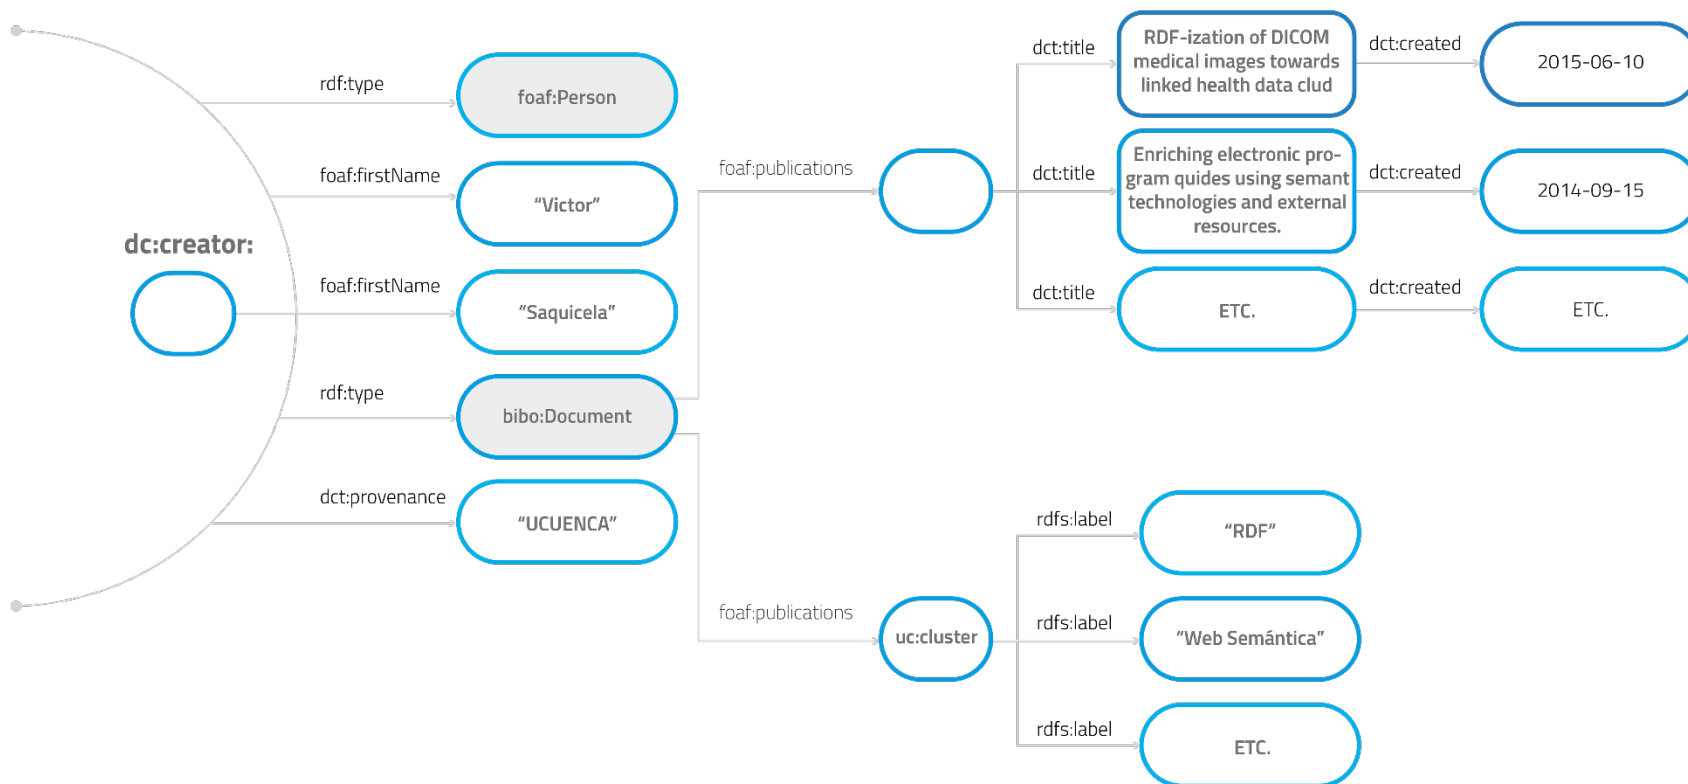 dc:creator:
rdf:type
foaf:Person
foaf:firstName
“Victor”
foaf:firstName
“Saquicela”
rdf:type
bibo:Document
dct:provenance
“UCUENCA”
foaf:publications
dct:title
RDF-ization of DICOM
medical images towards
linked health data clud
dct:created
2015-06-10
dct:title
Enriching electronic pro-
gram quides using semant
technologies and external
resources.
dct:created
2014-09-15
dct:title
ETC.
dct:created
ETC.
foaf:publications
uc:cluster
rdfs:label
“RDF”
rdfs:label
“Web Semántica”
rdfs:label
ETC.